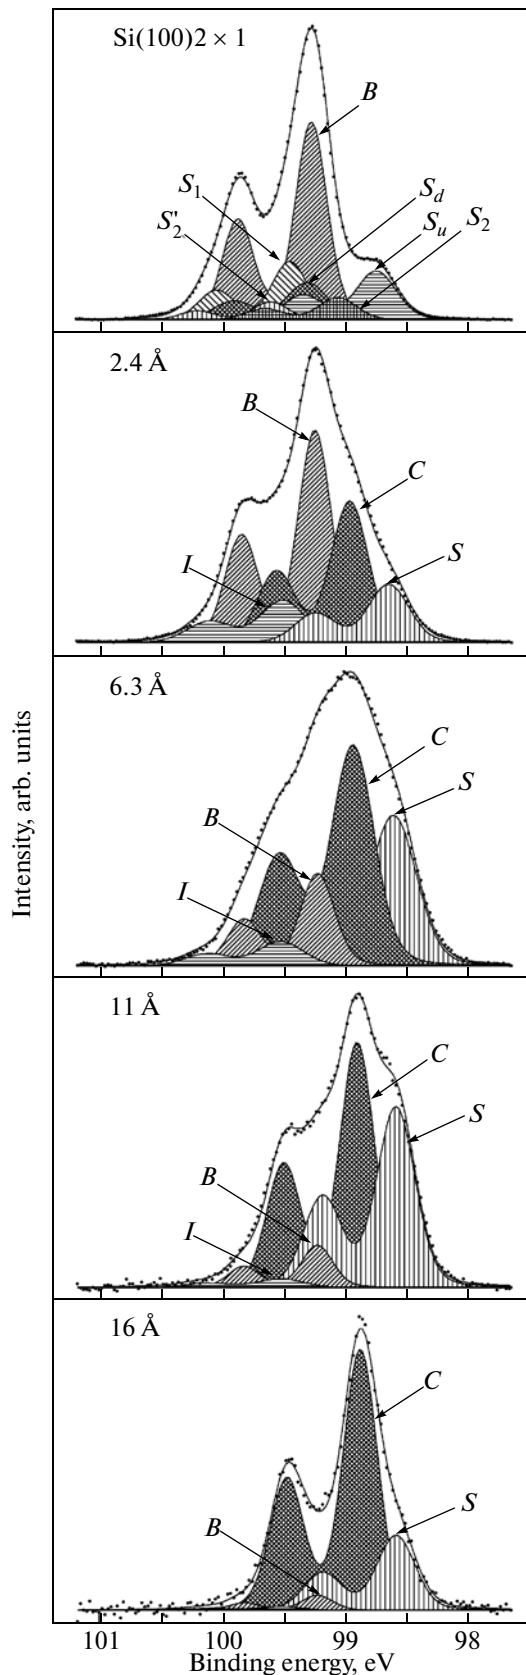 Si(100)2 × 1
B
S1
Sd
S′2
Su
S2
2.4 Å
B
C
I
S
6.3 Å
C
S
B
I
11 Å
C
S
B
I
16 Å
C
S
B
101
100
99
98
Binding energy, eV
Intensity, arb. units